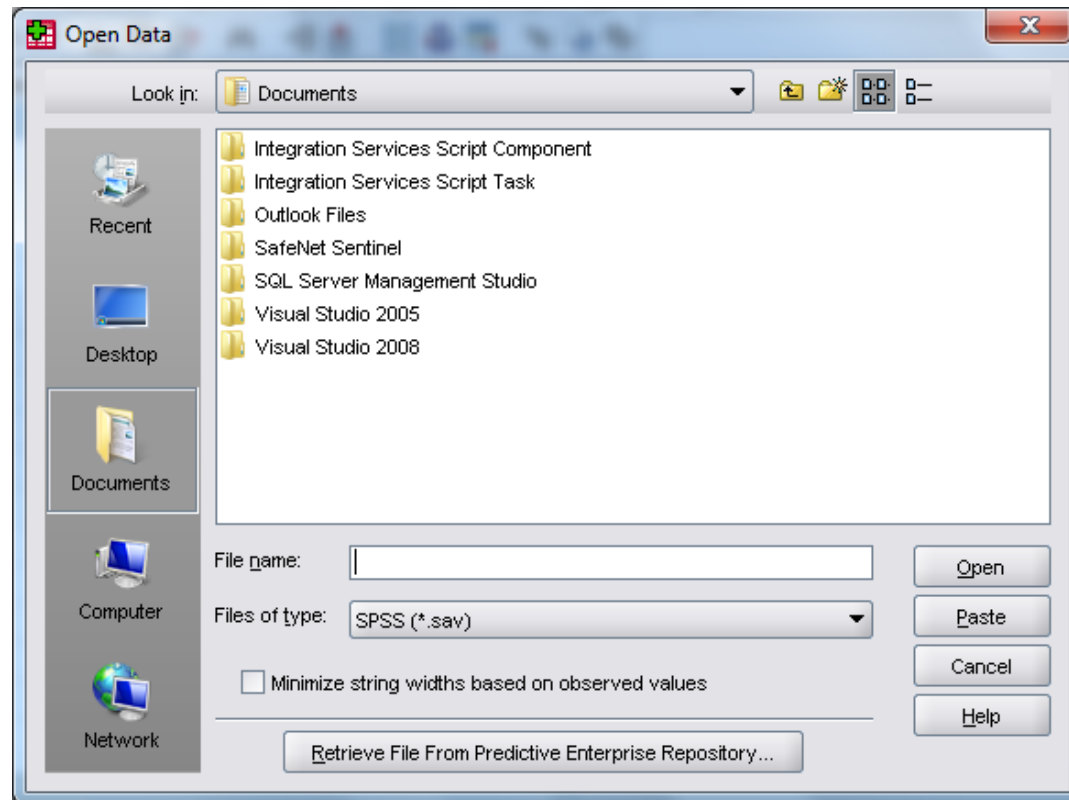 Open Data
Look in: Documents
Recent
Desktop
Documents
Computer
Network
Integration Services Script Component
Integration Services Script Task
Outlook Files
SafeNet Sentinel
SQL Server Management Studio
Visual Studio 2005
Visual Studio 2008
File name:
Files of type: SPSS (*.sav)
Minimize string widths based on observed values
Retrieve File From Predictive Enterprise Repository...
Open
Paste
Cancel
Help